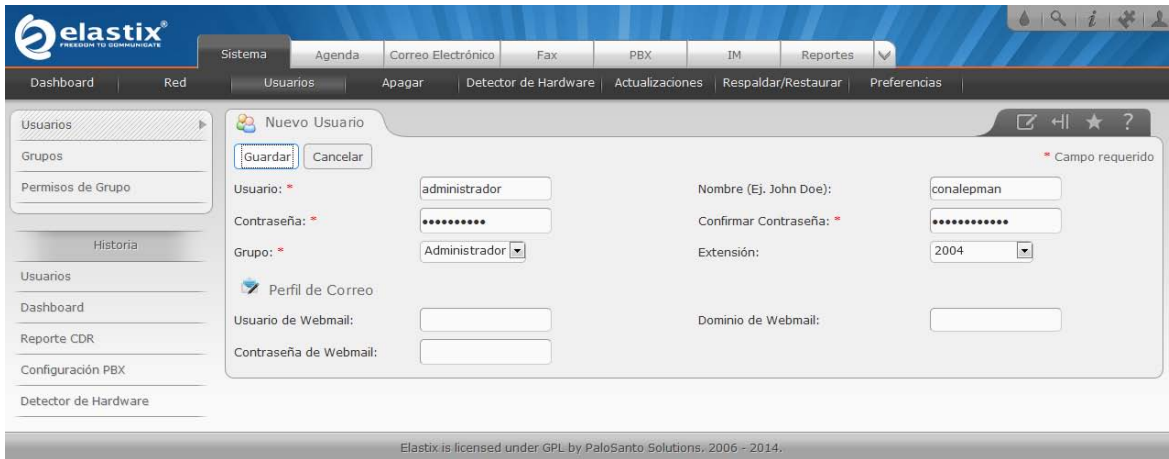 elastix®
FREEDOM TO COMMUNICATE
Sistema Agenda Correo Electrónico Fax PBX IM Reportes
Dashboard Red Usuarios Apagar Detector de Hardware Actualizaciones Respaldar/Restaurar Preferencias
Usuarios
Grupos
Permisos de Grupo
Historia
Usuarios
Dashboard
Reporte CDR
Configuración PBX
Detector de Hardware
Nuevo Usuario
Guardar Cancelar * Campo requerido
Usuario: * administrador Nombre (Ej. John Doe): conalepman
Contraseña: * •••••••••• Confirmar Contraseña: * ••••••••••••
Grupo: * Administrador Extensión: 2004
Perfil de Correo
Usuario de Webmail: Dominio de Webmail:
Contraseña de Webmail:
Elastix is licensed under GPL by PaloSanto Solutions. 2006 - 2014.